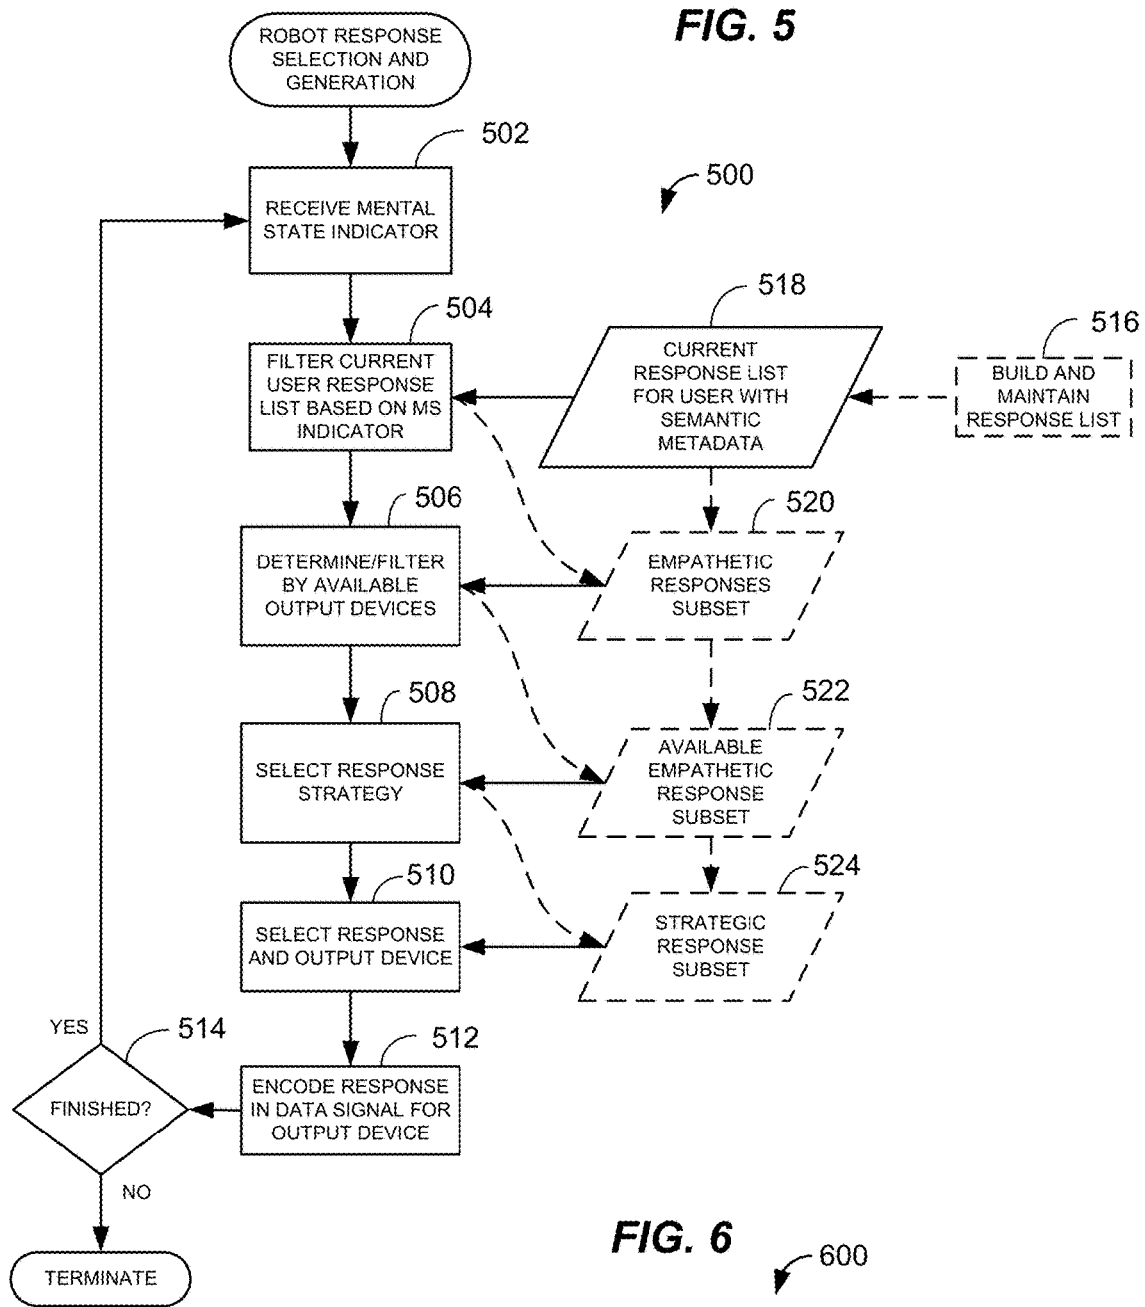 FIG. 5
ROBOT RESPONSE
SELECTION AND
GENERATION
502
RECEIVE MENTAL
STATE INDICATOR
500
504
FILTER CURRENT
USER RESPONSE
LIST BASED ON MS
INDICATOR
518
CURRENT
RESPONSE LIST
FOR USER WITH
SEMANTIC
METADATA
516
BUILD AND
MAINTAIN
RESPONSE LIST
506
DETERMINE/FILTER
BY AVAILABLE
OUTPUT DEVICES
520
EMPATHETIC
RESPONSES
SUBSET
508
SELECT RESPONSE
STRATEGY
522
AVAILABLE
EMPATHETIC
RESPONSE
SUBSET
510
SELECT RESPONSE
AND OUTPUT DEVICE
524
STRATEGIC
RESPONSE
SUBSET
512
ENCODE RESPONSE
IN DATA SIGNAL FOR
OUTPUT DEVICE
YES
514
FINISHED?
NO
TERMINATE
FIG. 6
600